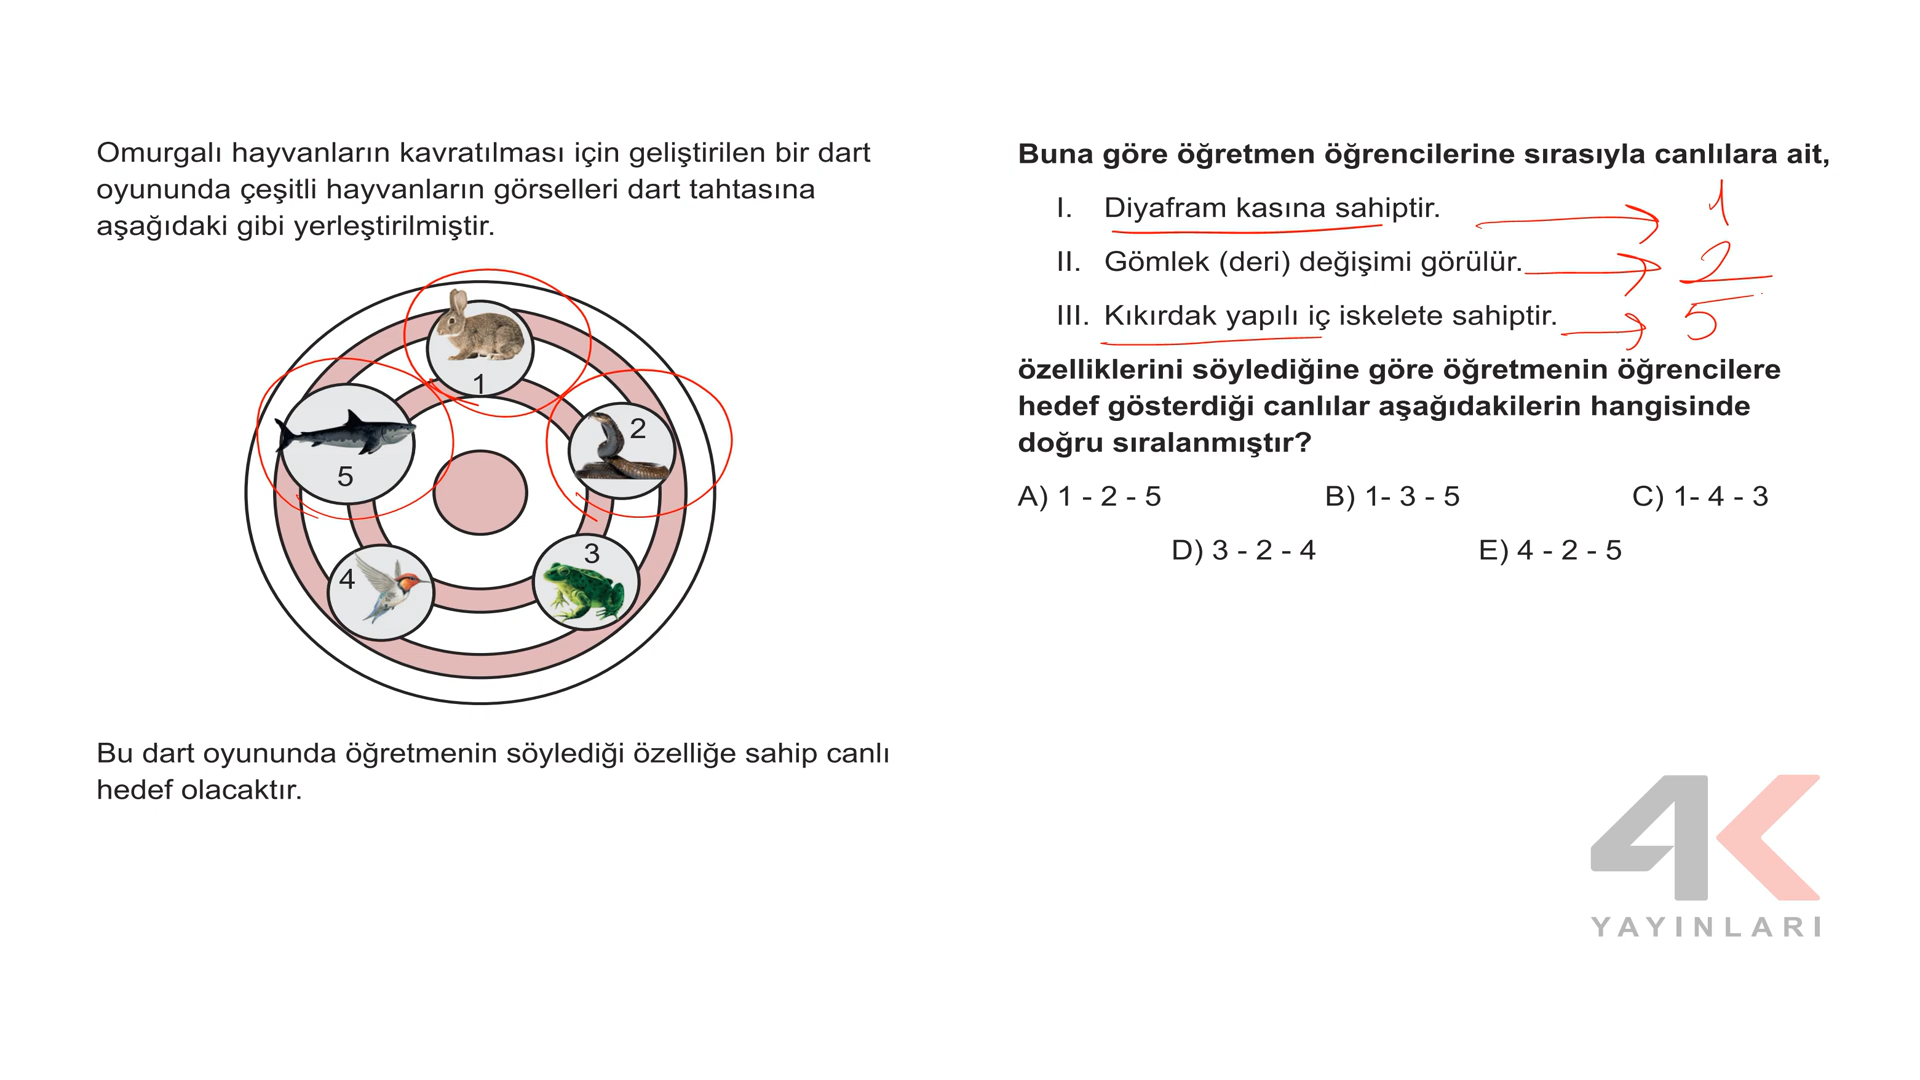 Omurgalı hayvanların kavratılması için geliştirilen bir dart
oyununda çeşitli hayvanların görselleri dart tahtasına
aşağıdaki gibi yerleştirilmiştir.
1
2
5
3
4
Bu dart oyununda öğretmenin söylediği özelliğe sahip canlı
hedef olacaktır.
Buna göre öğretmen öğrencilerine sırasıyla canlılara ait,
I. Diyafram kasına sahiptir. 1
II. Gömlek (deri) değişimi görülür. 2
III. Kıkırdak yapılı iç iskelete sahiptir. 5
özelliklerini söylediğine göre öğretmenin öğrencilere
hedef gösterdiği canlılar aşağıdakilerin hangisinde
doğru sıralanmıştır?
A) 1 - 2 - 5 B) 1- 3 - 5 C) 1- 4 - 3
D) 3 - 2 - 4 E) 4 - 2 - 5
4K
YAYINLARI